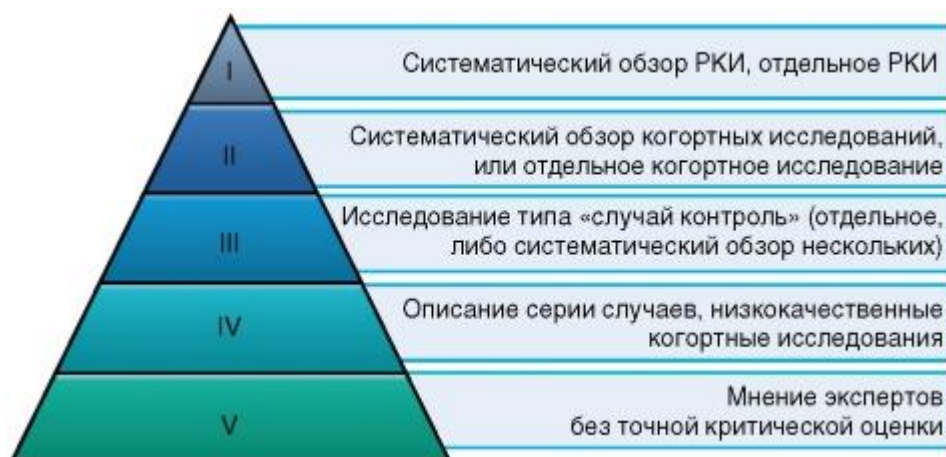 I
Систематический обзор РКИ, отдельное РКИ
II
Систематический обзор когортных исследований,
или отдельное когортное исследование
III
Исследование типа «случай контроль» (отдельное,
либо систематический обзор нескольких)
IV
Описание серии случаев, низкокачественные
когортные исследования
V
Мнение экспертов
без точной критической оценки